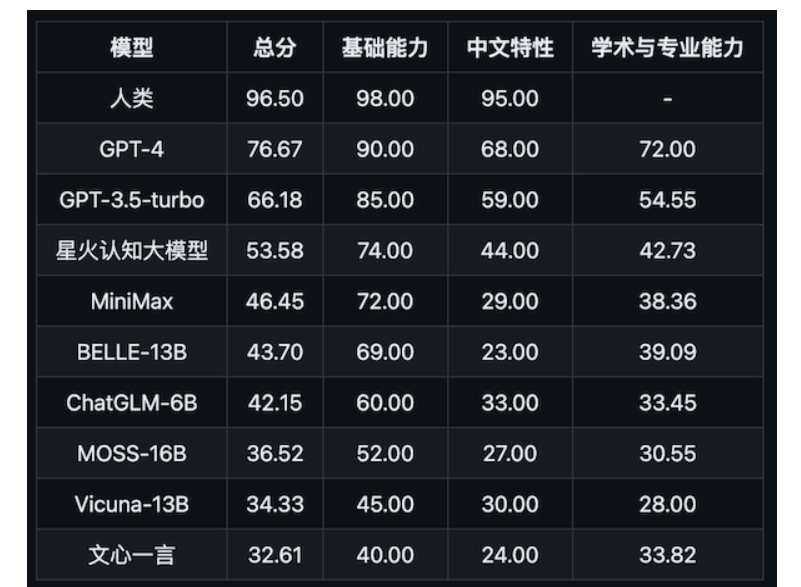 模型 总分 基础能力 中文特性 学术与专业能力
人类 96.50 98.00 95.00 -
GPT-4 76.67 90.00 68.00 72.00
GPT-3.5-turbo 66.18 85.00 59.00 54.55
星火认知大模型 53.58 74.00 44.00 42.73
MiniMax 46.45 72.00 29.00 38.36
BELLE-13B 43.70 69.00 23.00 39.09
ChatGLM-6B 42.15 60.00 33.00 33.45
MOSS-16B 36.52 52.00 27.00 30.55
Vicuna-13B 34.33 45.00 30.00 28.00
文心一言 32.61 40.00 24.00 33.82